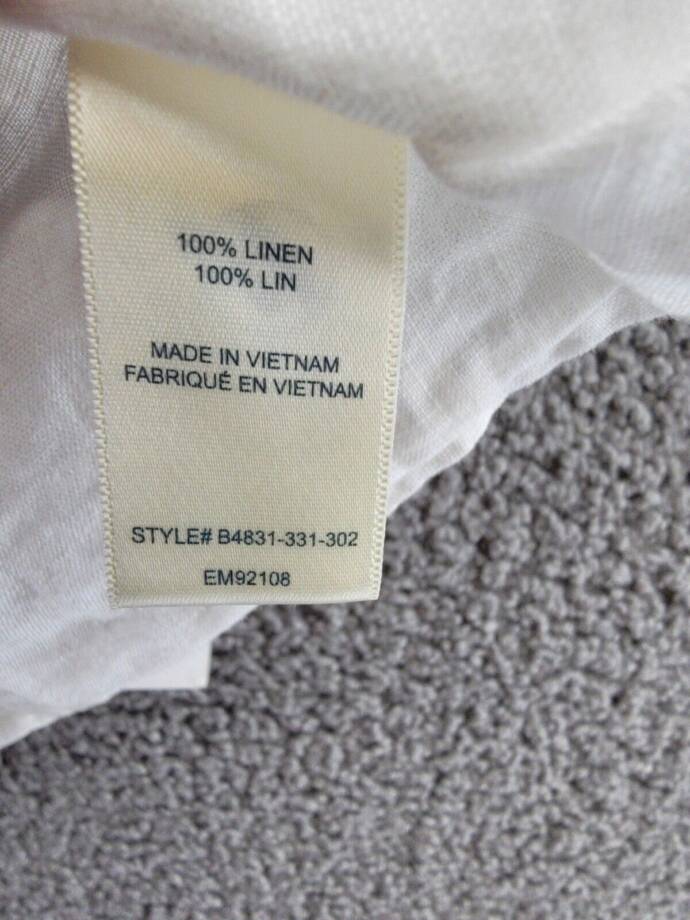 100% LINEN
100% LIN
MADE IN VIETNAM
FABRIQUÉ EN VIETNAM
STYLE# B4831-331-302
EM92108